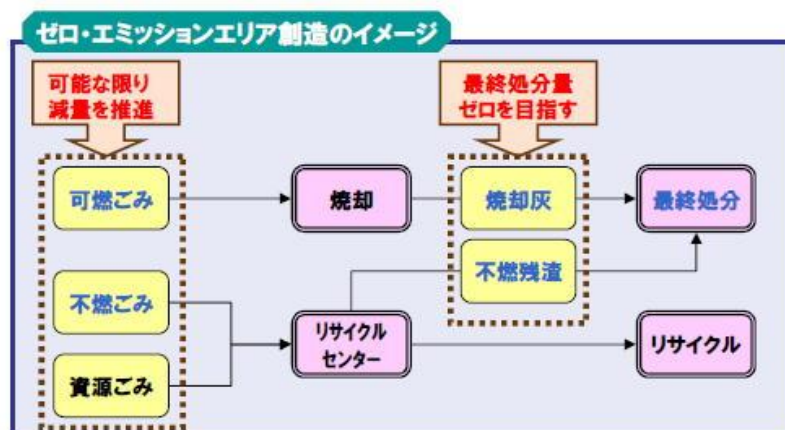 ゼロ・エミッションエリア創造のイメージ
可能な限り
減量を推進
最終処分量
ゼロを目指す
可燃ごみ
焼却
焼却灰
最終処分
不燃残渣
不燃ごみ
リサイクル
センター
リサイクル
資源ごみ